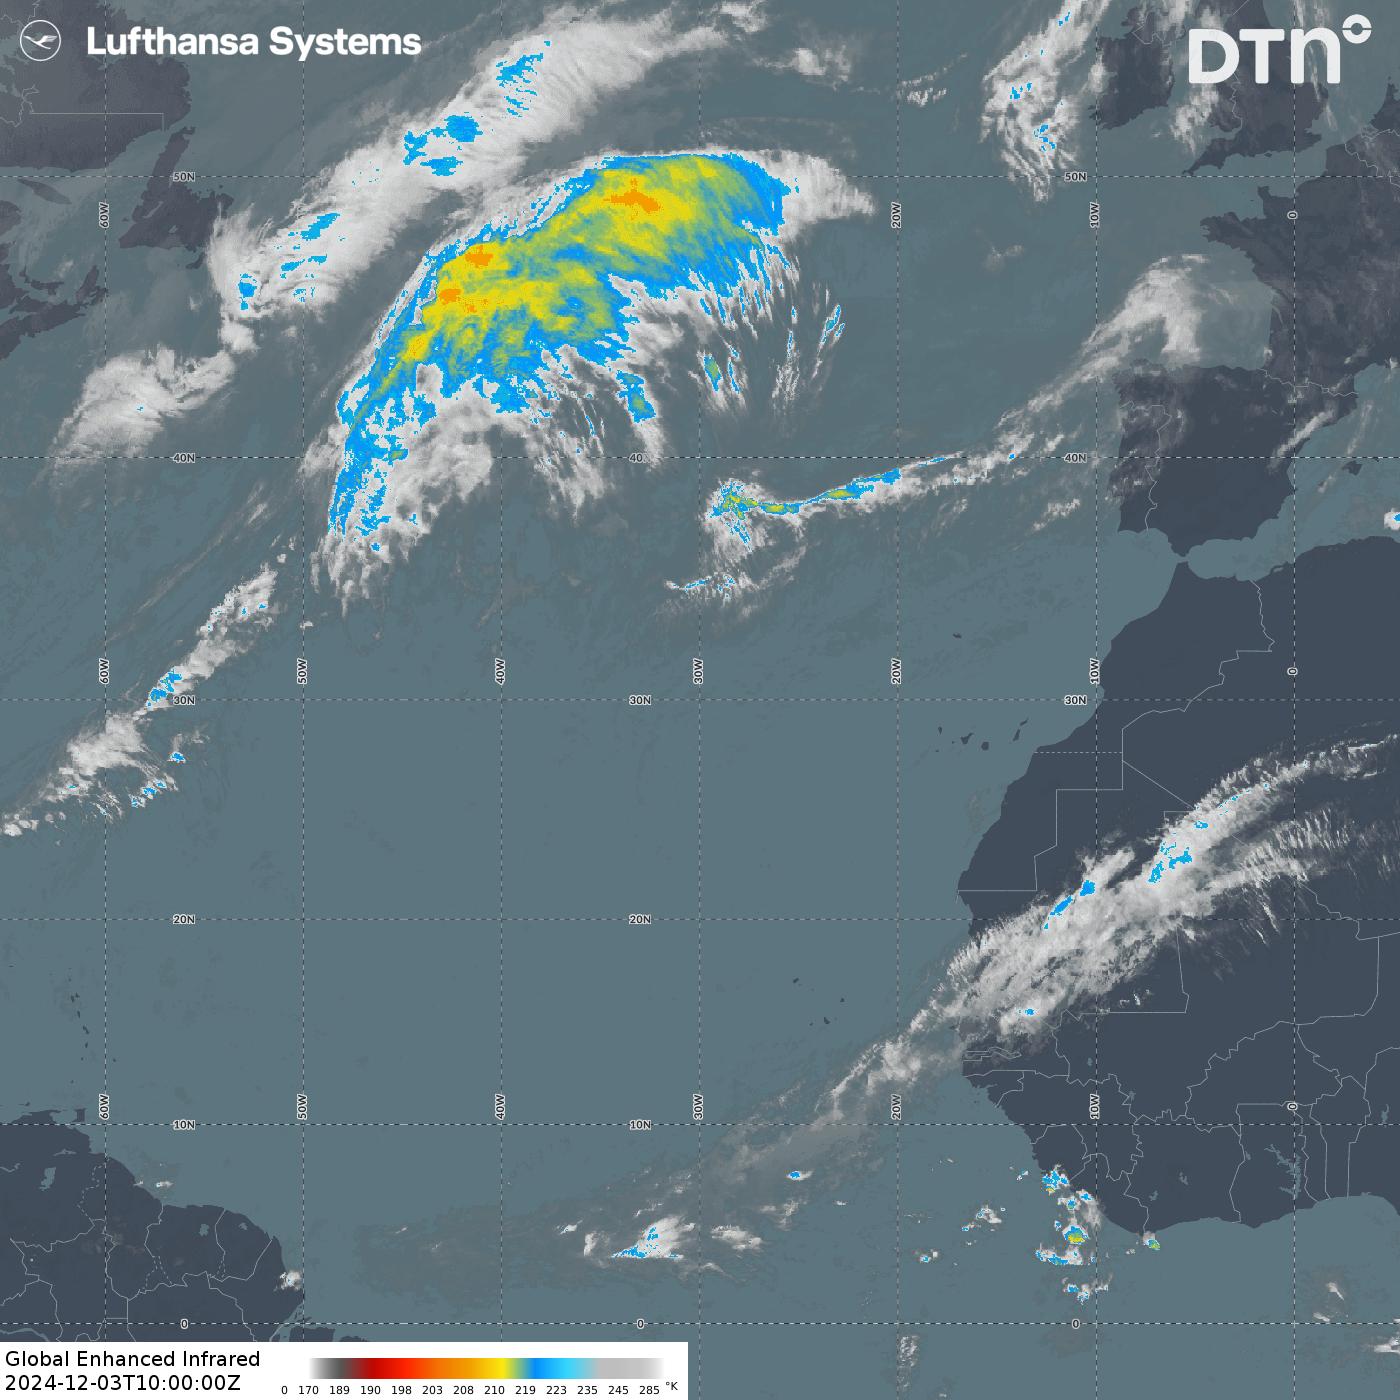 Lufthansa Systems
DTN
50N 50N 50N
60W 20W 10W 0
40N 40 40N
60W 50W 40W 30W 20W 10W 0
30N 30N 30N
20N 20N
60W 50W 40W 30W 20W 10W 0
10N 10N
0 0 0
Global Enhanced Infrared
2024-12-03T10:00:00Z
0 170 189 190 198 203 208 210 219 223 235 245 285 °K